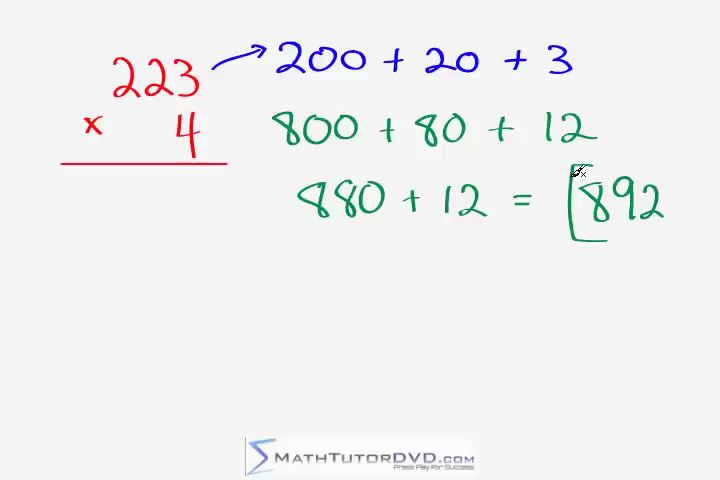 223 → 200 + 20 + 3
× 4 800 + 80 + 12
880 + 12 = [892
MATHTUTORDVD.COM
Press Play for Success